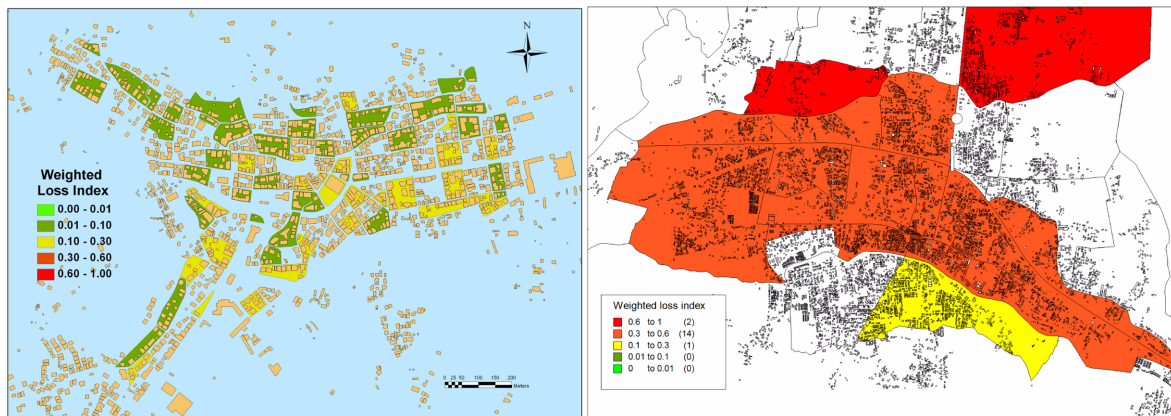 N
Weighted
Loss Index
0.00 - 0.01
0.01 - 0.10
0.10 - 0.30
0.30 - 0.60
0.60 - 1.00
0 25 50 100 150 200
Meters
Weighted loss index
0.6 to 1 (2)
0.3 to 0.6 (14)
0.1 to 0.3 (1)
0.01 to 0.1 (0)
0 to 0.01 (0)